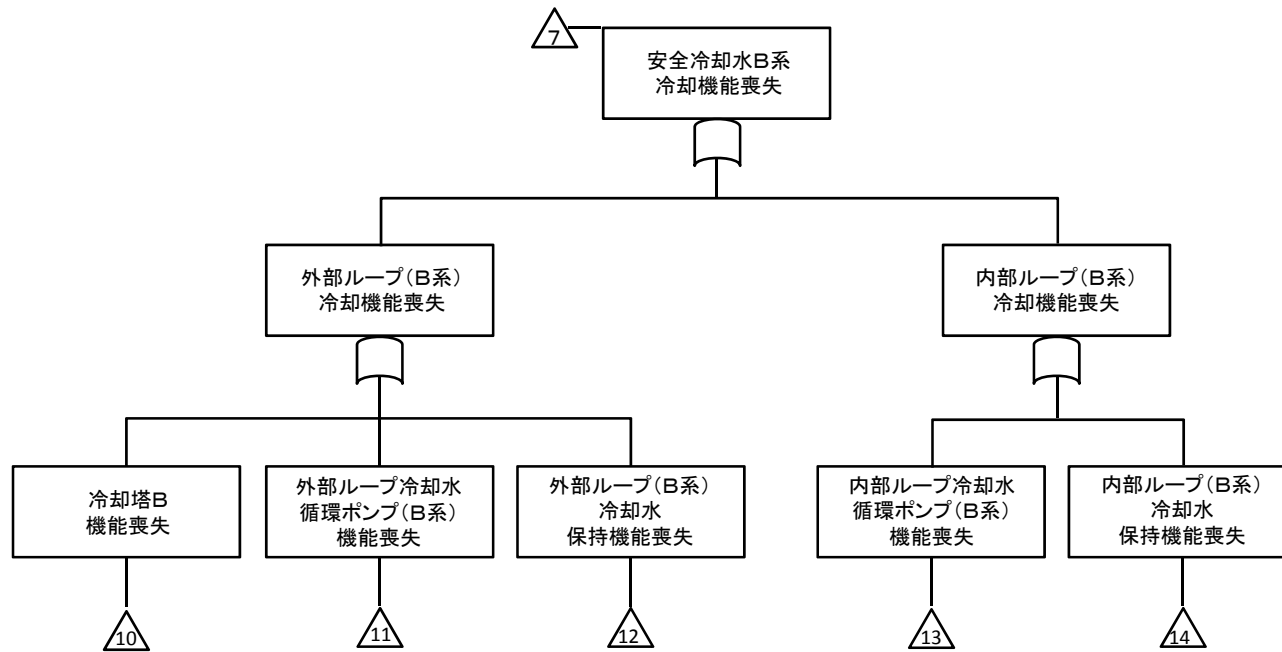 7
安全冷却水B系
冷却機能喪失
外部ループ(B系)
冷却機能喪失
内部ループ(B系)
冷却機能喪失
冷却塔B
機能喪失
外部ループ冷却水
循環ポンプ(B系)
機能喪失
外部ループ(B系)
冷却水
保持機能喪失
内部ループ冷却水
循環ポンプ(B系)
機能喪失
内部ループ(B系)
冷却水
保持機能喪失
10
11
12
13
14